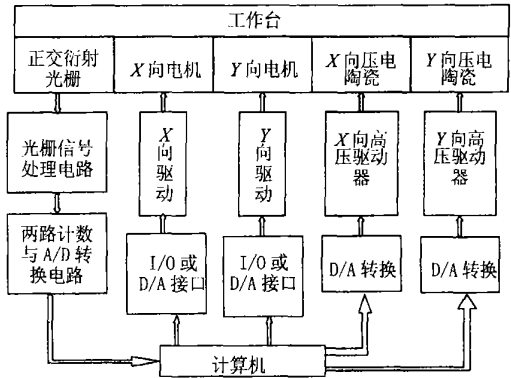 工作台
正交衍射
光栅
X向电机
Y向电机
X向压电
陶瓷
Y向压电
陶瓷
光栅信号
处理电路
X
向
驱
动
Y
向
驱
动
X向高
压驱动
器
Y向高
压驱动
器
两路计数
与A/D转
换电路
I/O或
D/A接口
I/O或
D/A接口
D/A转换
D/A转换
计算机